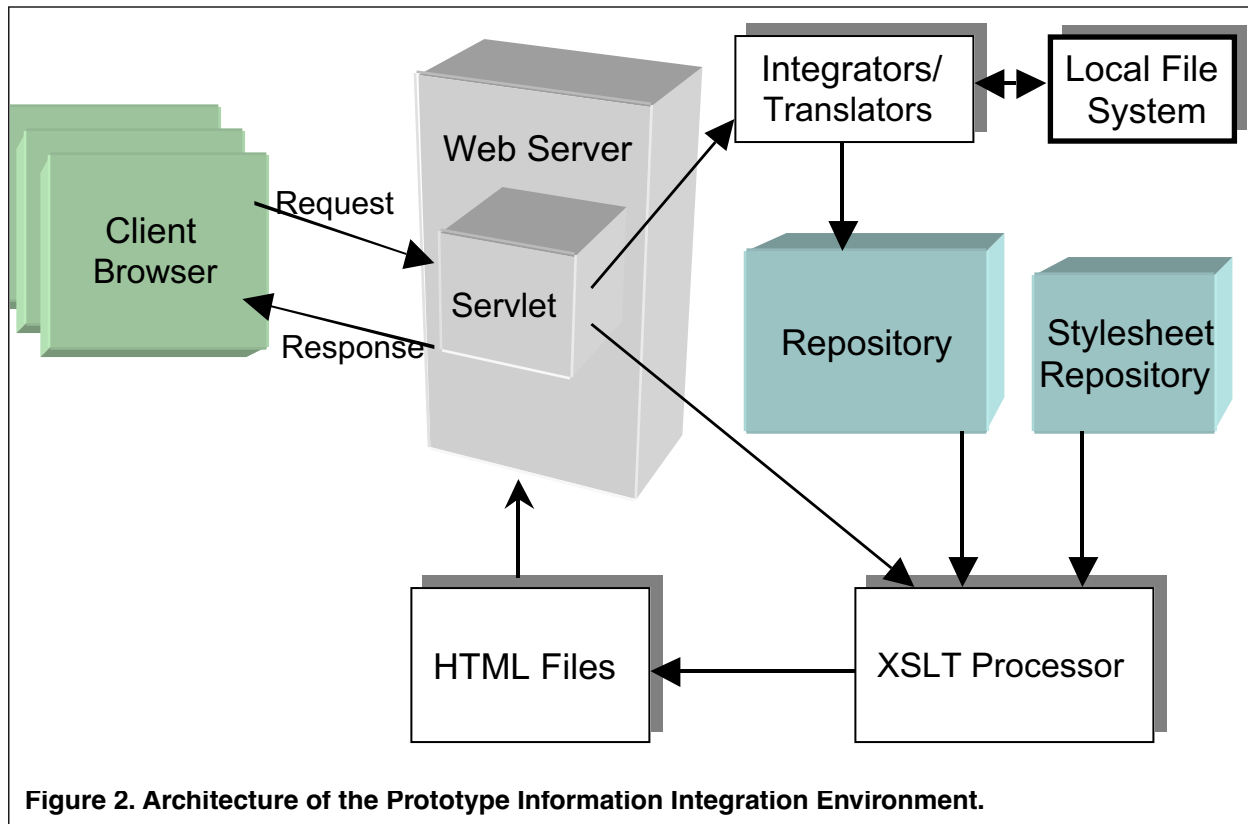 Integrators/
Translators
Local File
System
Web Server
Request
Client
Browser
Servlet
Response
Repository
Stylesheet
Repository
HTML Files
XSLT Processor
Figure 2. Architecture of the Prototype Information Integration Environment.